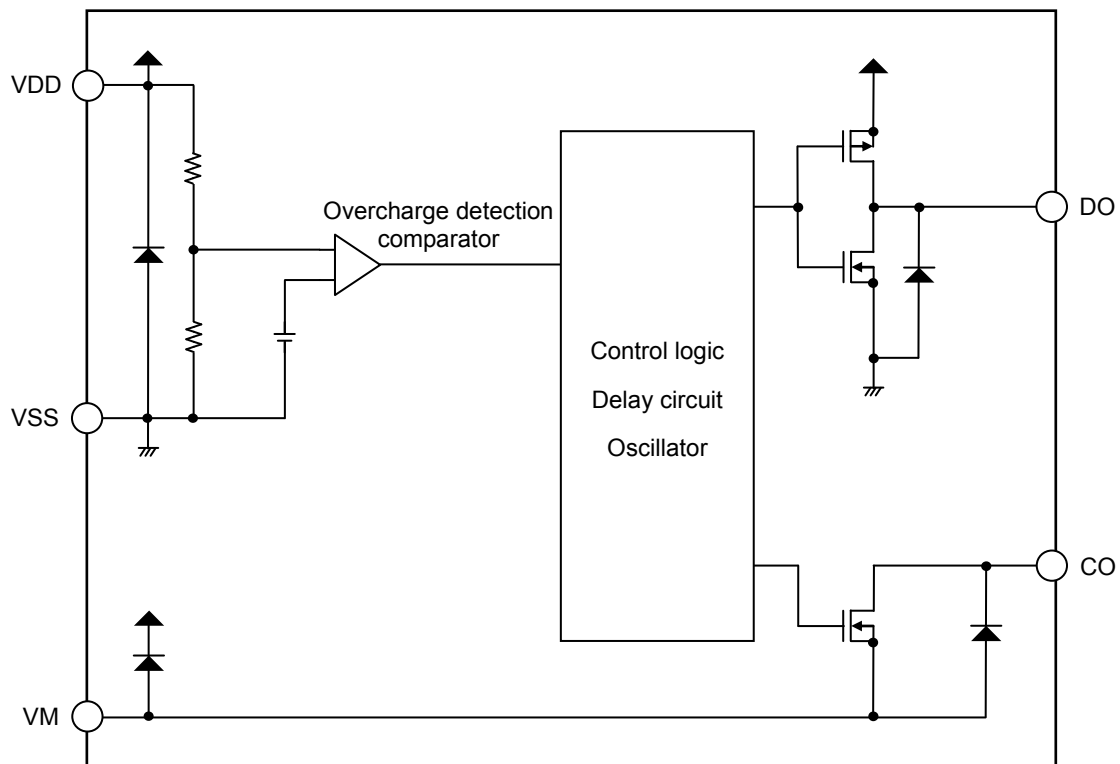 VDD
Overcharge detection
comparator
DO
Control logic
Delay circuit
Oscillator
VSS
CO
VM